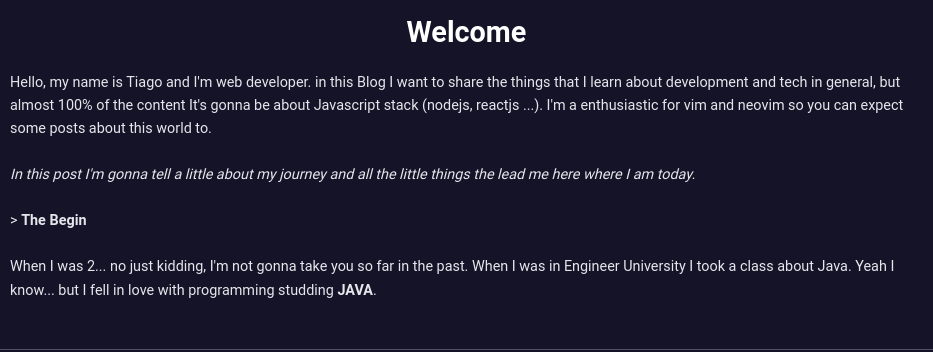 Welcome
Hello, my name is Tiago and I'm web developer. in this Blog I want to share the things that I learn about development and tech in general, but
almost 100% of the content It's gonna be about Javascript stack (nodejs, reactjs ...). I'm a enthusiastic for vim and neovim so you can expect
some posts about this world to.
In this post I'm gonna tell a little about my journey and all the little things the lead me here where I am today.
> The Begin
When I was 2... no just kidding, I'm not gonna take you so far in the past. When I was in Engineer University I took a class about Java. Yeah I
know... but I fell in love with programming studding JAVA.